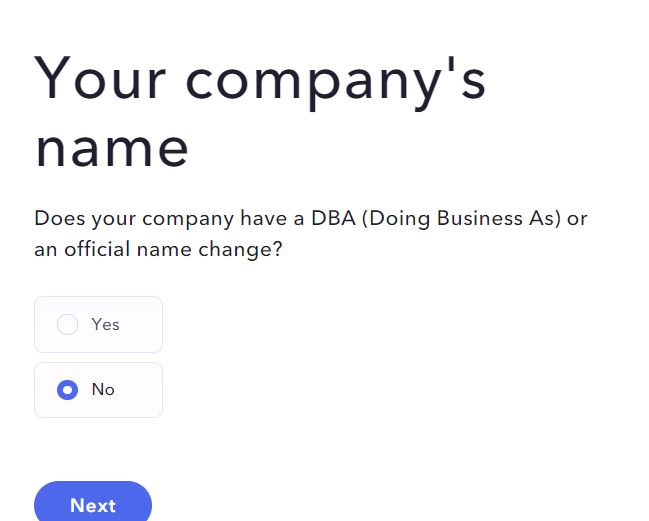 Your company's
name
Does your company have a DBA (Doing Business As) or
an official name change?
Yes
No
Next